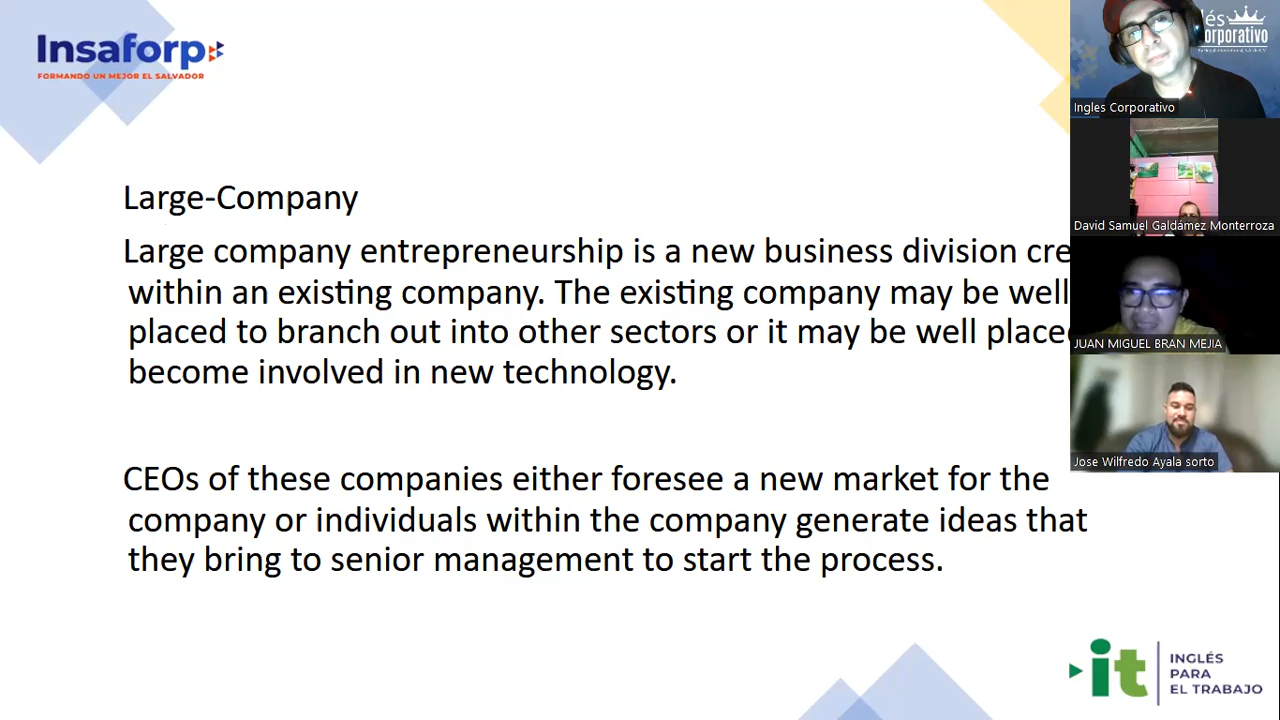 Insaforp
FORMANDO UN MEJOR EL SALVADOR
Large-Company
Large company entrepreneurship is a new business division
within an existing company. The existing company may be well
placed to branch out into other sectors or it may be well
become involved in new technology.
CEOs of these companies either foresee a new market for the
company or individuals within the company generate ideas that
they bring to senior management to start the process.
Ingles Corporativo
David Samuel Galdámez Monterroza
JUAN MIGUEL BRAN MEJIA
Jose Wilfredo Ayala sorto
it
INGLÉS
PARA
EL TRABAJO